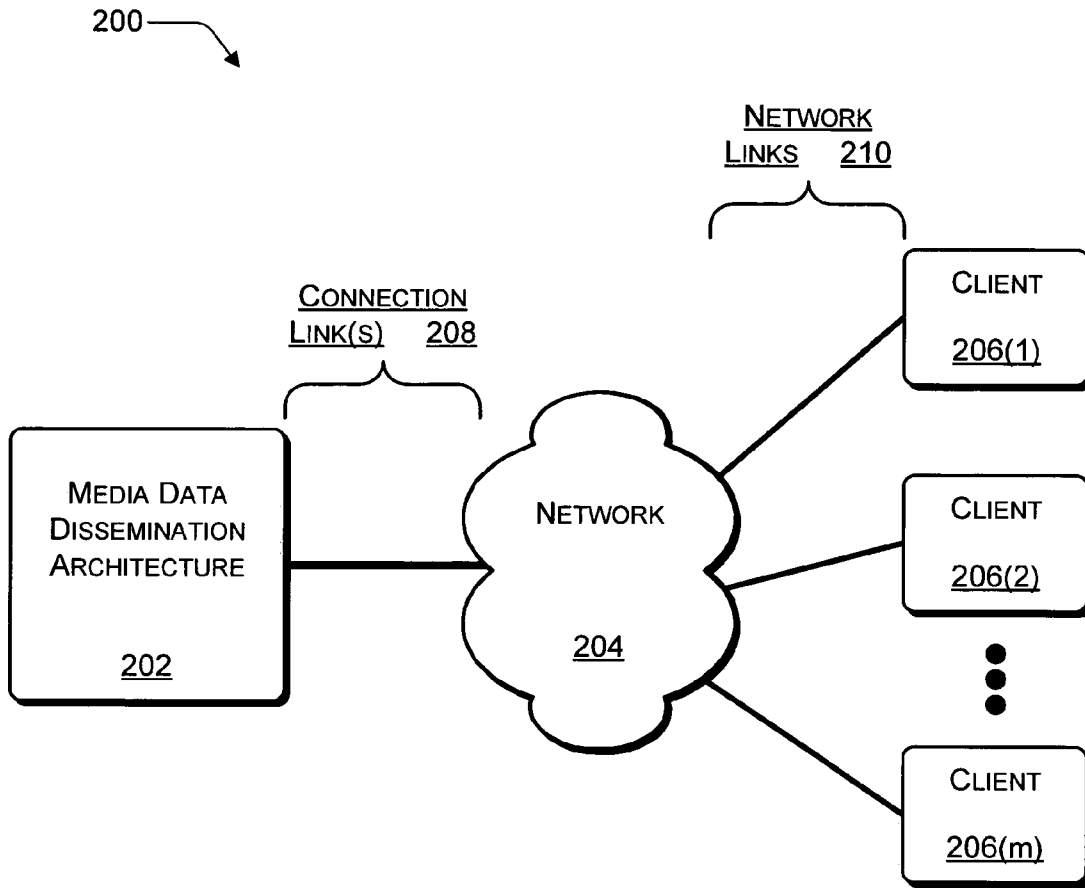 200
NETWORK
LINKS 210
CONNECTION
LINK(S) 208
MEDIA DATA
DISSEMINATION
ARCHITECTURE
202
NETWORK
204
CLIENT
206(1)
CLIENT
206(2)
CLIENT
206(m)